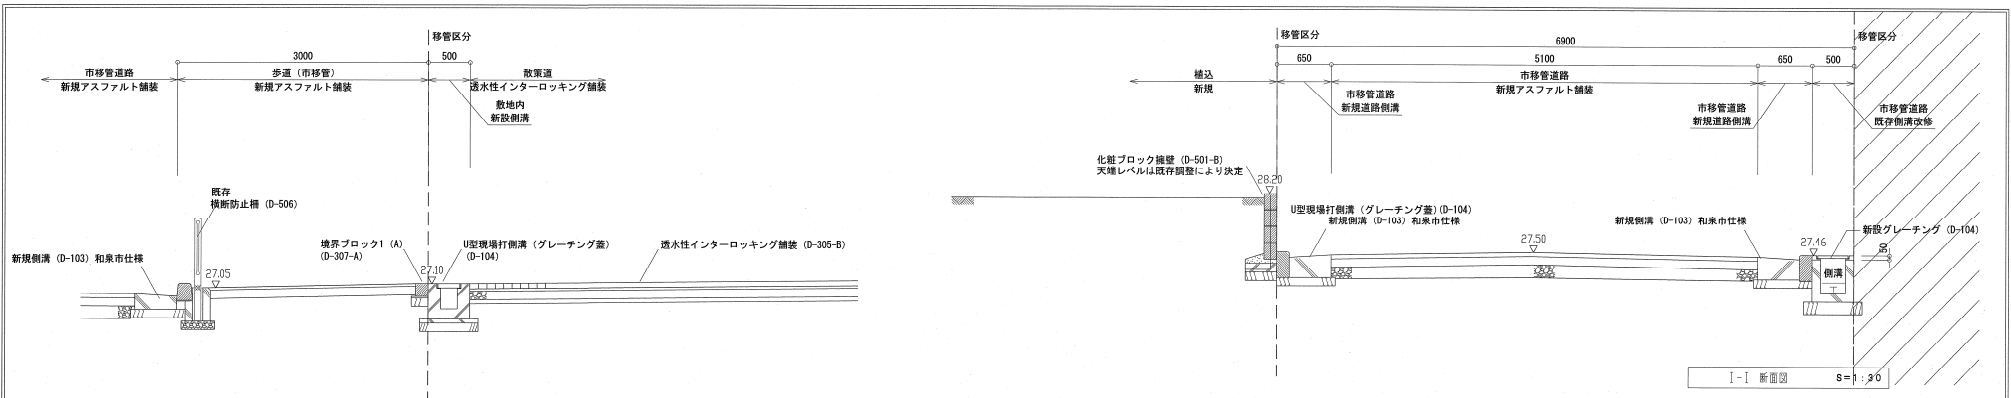 移管区分
3000
500
市移管道路
新規アスファルト舗装
歩道（市移管）
新規アスファルト舗装
散策道
透水性インターロッキング舗装
敷地内
新設側溝
既存
横断防止柵（D-506）
新規側溝（D-103）和泉市仕様
27.05
境界ブロック1（A）
（D-307-A）
27.10
U型現場打側溝（グレーチング蓋）
（D-104）
透水性インターロッキング舗装（D-305-B）
移管区分
移管区分
6900
650
5100
650
500
植込
新規
市移管道路
新規アスファルト舗装
市移管道路
新規道路側溝
市移管道路
新規道路側溝
市移管道路
既存側溝改修
化粧ブロック擁壁（D-501-B）
天端レベルは既存調整により決定
28.20
U型現場打側溝（グレーチング蓋）（D-104）
新規側溝（D-103）和泉市仕様
27.50
新規側溝（D-103）和泉市仕様
27.46
新設グレーチング（D-104）
50
側溝
I-I 断面図 S=1:30